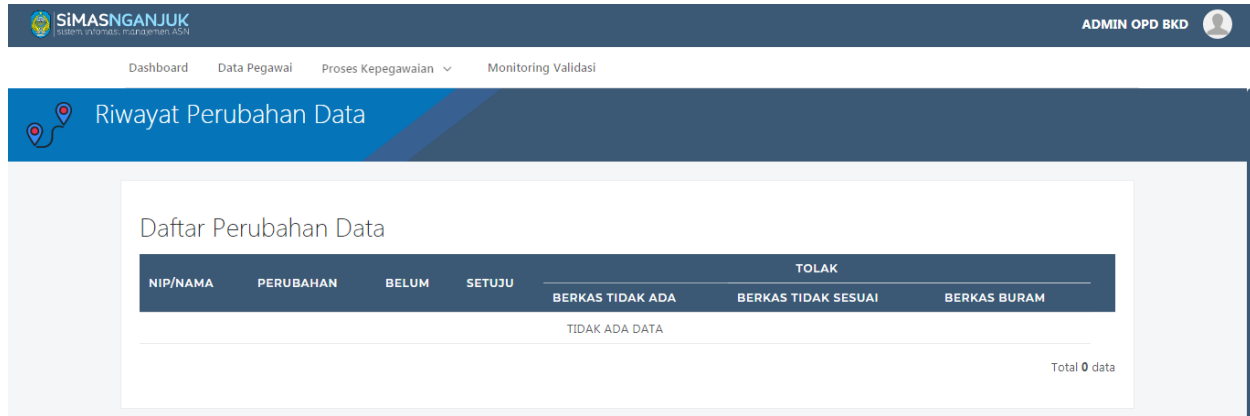 SiMASNGANJUK
sistem. infomasi. manajemen. ASN
ADMIN OPD BKD
Dashboard Data Pegawai Proses Kepegawaian Monitoring Validasi
Riwayat Perubahan Data
Daftar Perubahan Data
NIP/NAMA PERUBAHAN BELUM SETUJU TOLAK
BERKAS TIDAK ADA BERKAS TIDAK SESUAI BERKAS BURAM
TIDAK ADA DATA
Total 0 data